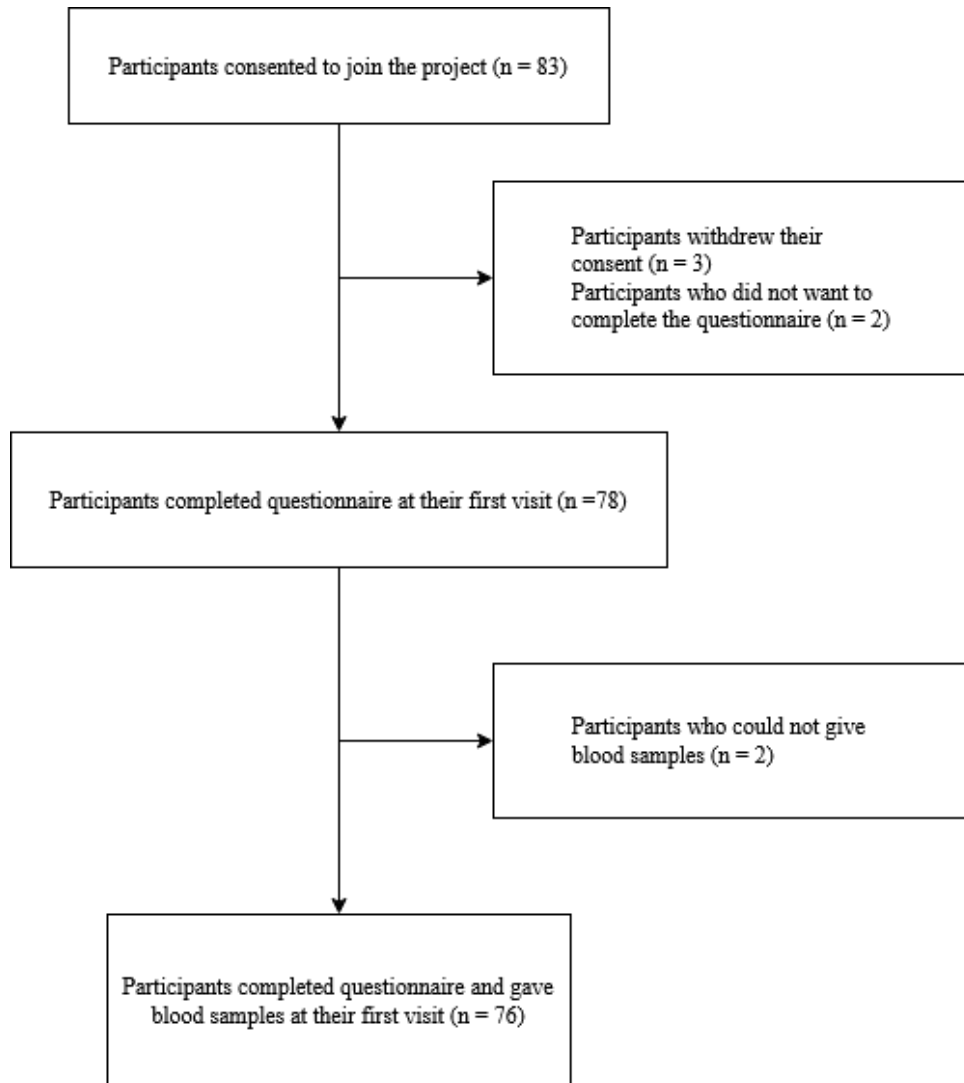 Participants consented to join the project (n = 83)
Participants withdrew their
consent (n = 3)
Participants who did not want to
complete the questionnaire (n = 2)
Participants completed questionnaire at their first visit (n =78)
Participants who could not give
blood samples (n = 2)
Participants completed questionnaire and gave
blood samples at their first visit (n = 76)